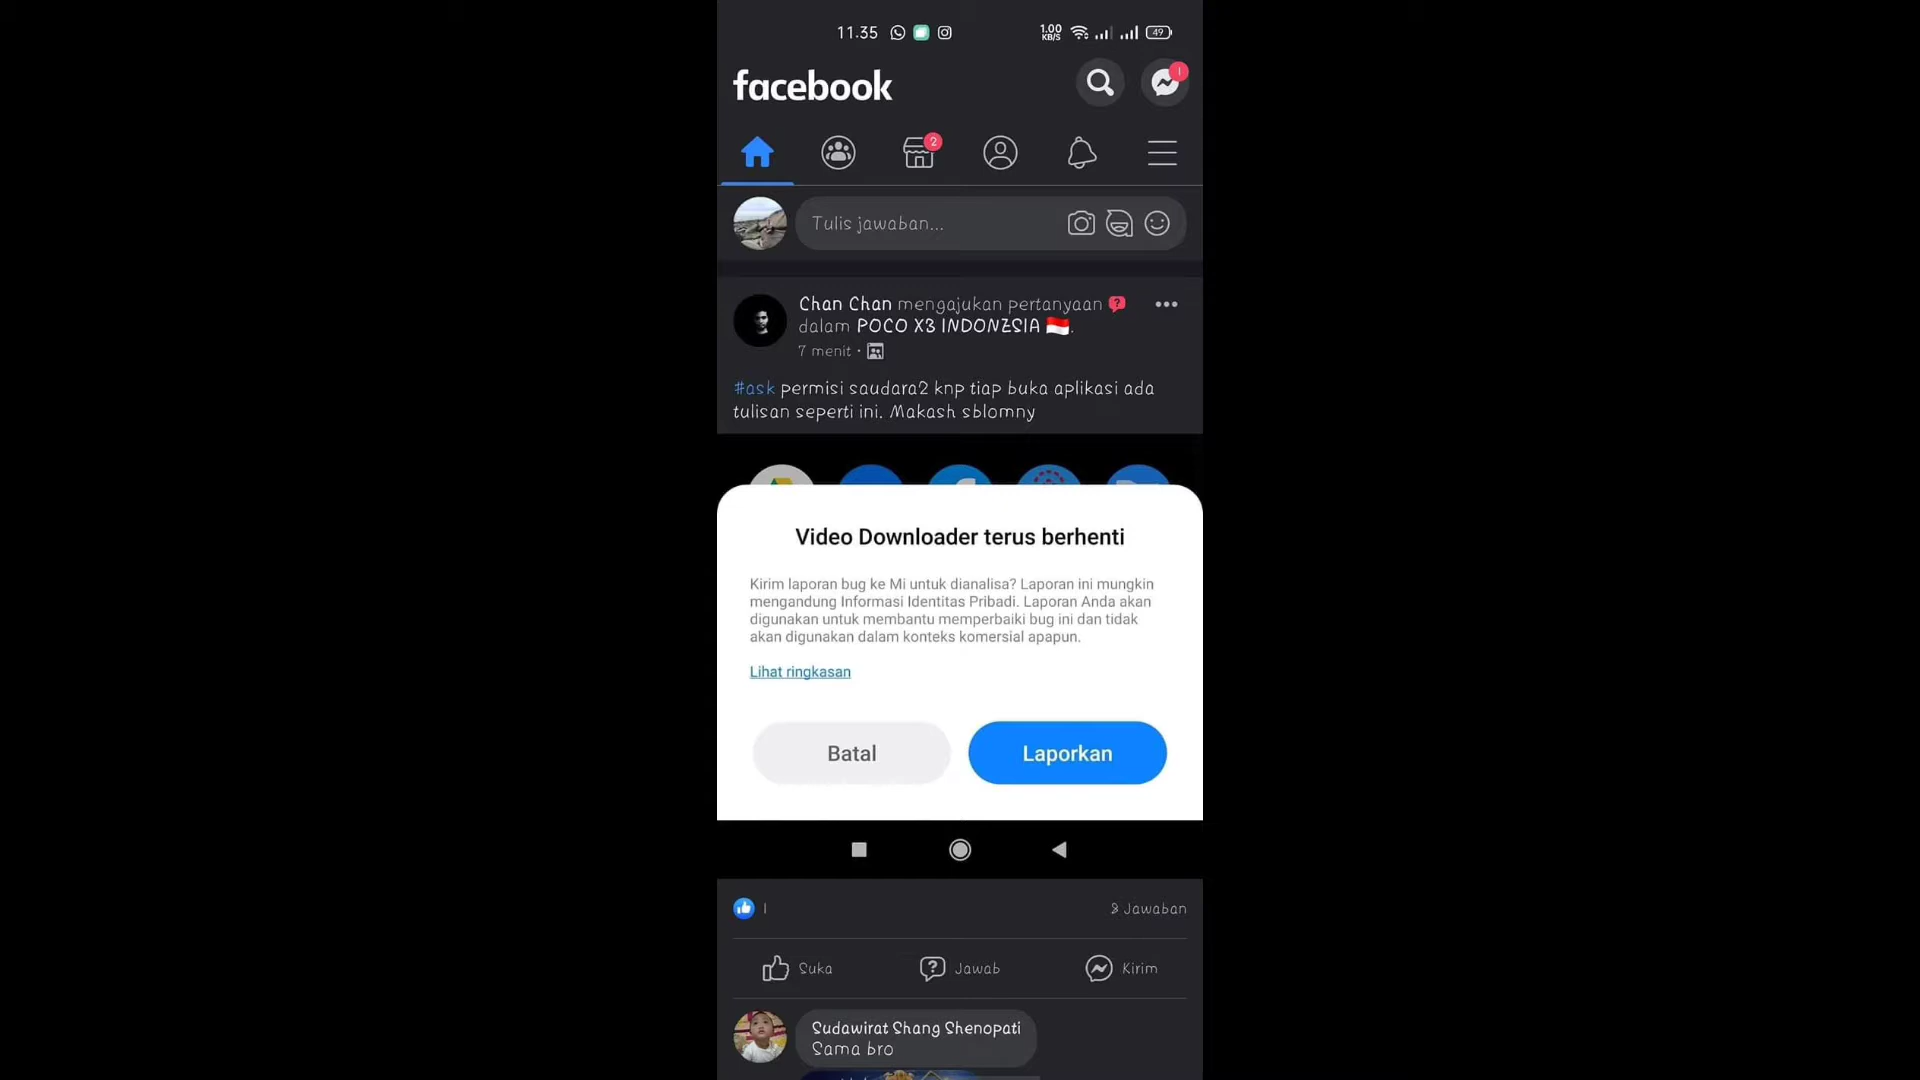 11.35
1.00
KB/S
49
facebook
1
2
Tulis jawaban...
Chan Chan mengajukan pertanyaan
dalam POCO X3 INDONESIA 🇮🇩.
7 menit ·
#ask permisi saudara2 knp tiap buka aplikasi ada
tulisan seperti ini. Makash sblomny
Video Downloader terus berhenti
Kirim laporan bug ke Mi untuk dianalisa? Laporan ini mungkin
mengandung Informasi Identitas Pribadi. Laporan Anda akan
digunakan untuk membantu memperbaiki bug ini dan tidak
akan digunakan dalam konteks komersial apapun.
Lihat ringkasan
Batal
Laporkan
1
8 Jawaban
Suka
Jawab
Kirim
Sudawirat Shang Shenopati
Sama bro